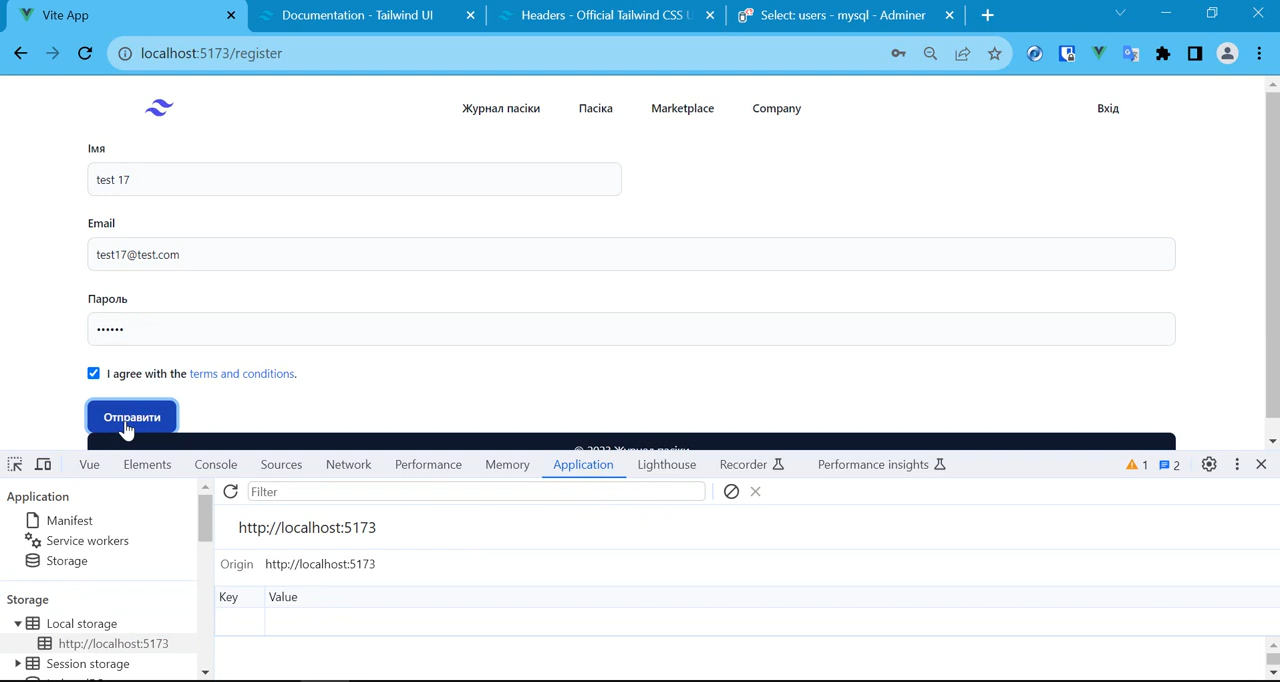 Vite App
Documentation - Tailwind UI
Headers - Official Tailwind CSS U
Select: users - mysql - Adminer
localhost:5173/register
Журнал пасіки
Пасіка
Marketplace
Company
Вхід
Імя
test 17
Email
test17@test.com
Пароль
••••••
I agree with the terms and conditions.
Отправити
© 2023 Журнал пасіки
Vue
Elements
Console
Sources
Network
Performance
Memory
Application
Lighthouse
Recorder
Performance insights
1
2
Application
Manifest
Service workers
Storage
Storage
Local storage
http://localhost:5173
Session storage
Filter
http://localhost:5173
Origin http://localhost:5173
Key
Value